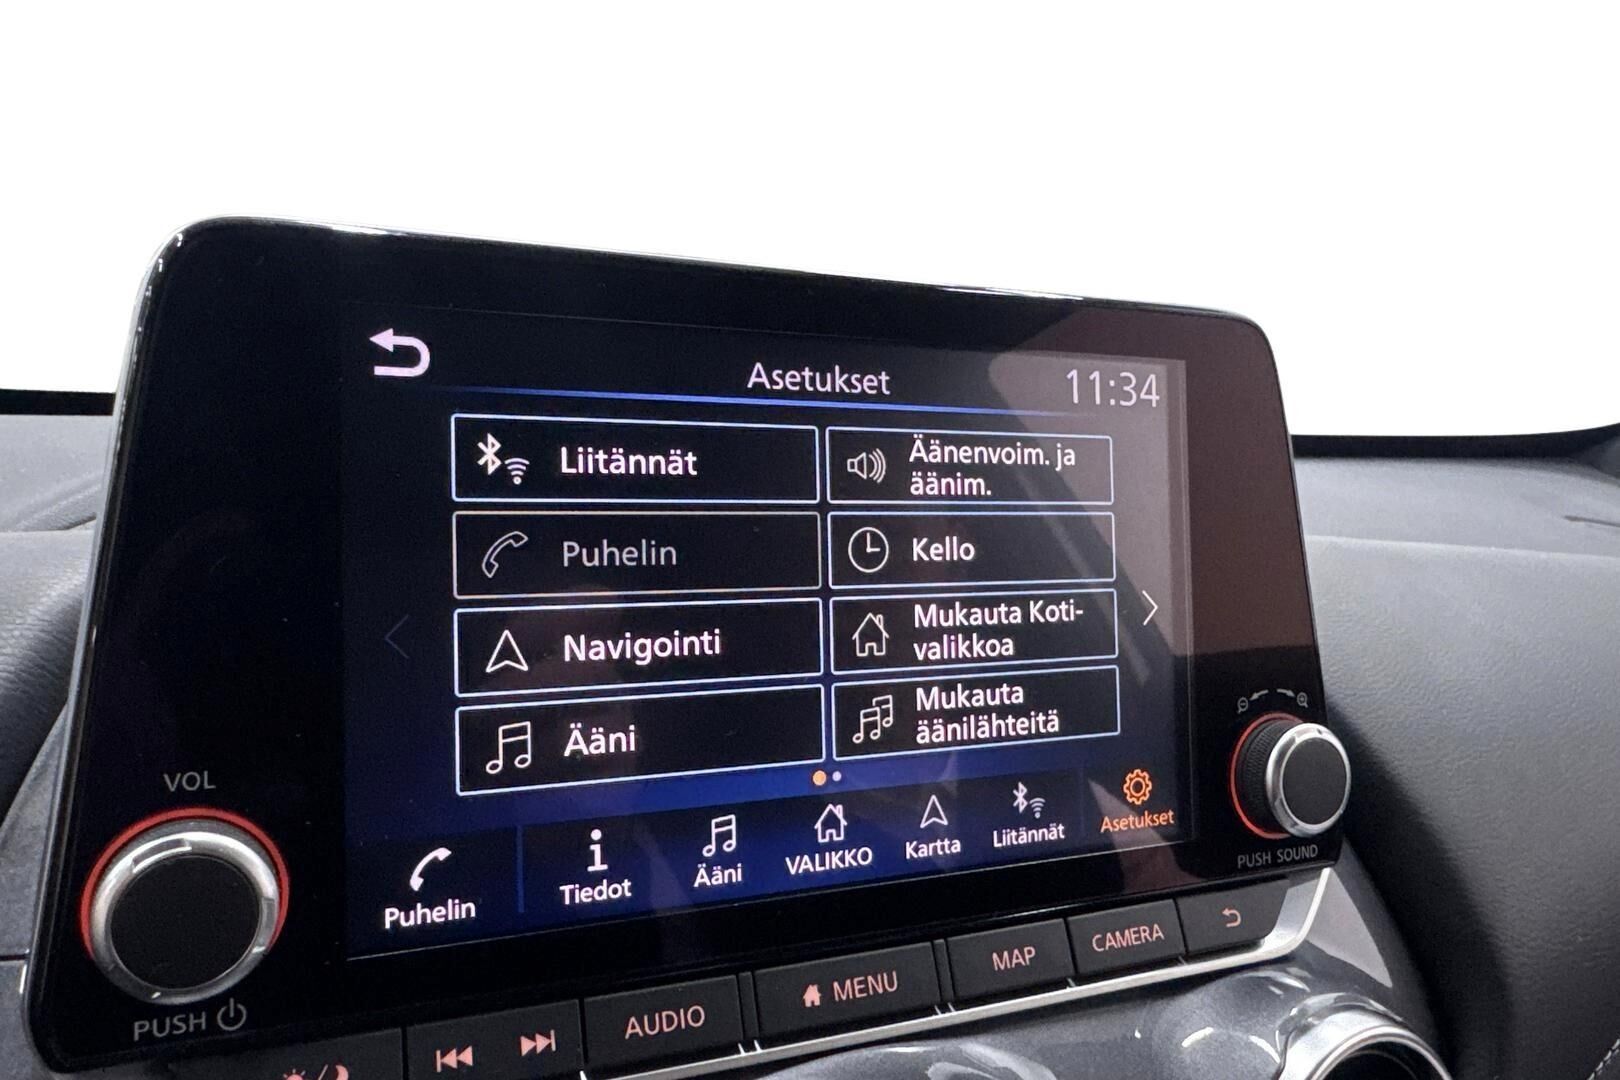 Asetukset
11:34
Liitännät
Äänenvoim. ja
äänim.
Puhelin
Kello
Navigointi
Mukauta Koti-
valikkoa
Ääni
Mukauta
äänilähteitä
Puhelin
Tiedot
Ääni
VALIKKO
Kartta
Liitännät
Asetukset
VOL
PUSH
PUSH SOUND
AUDIO
MENU
MAP
CAMERA